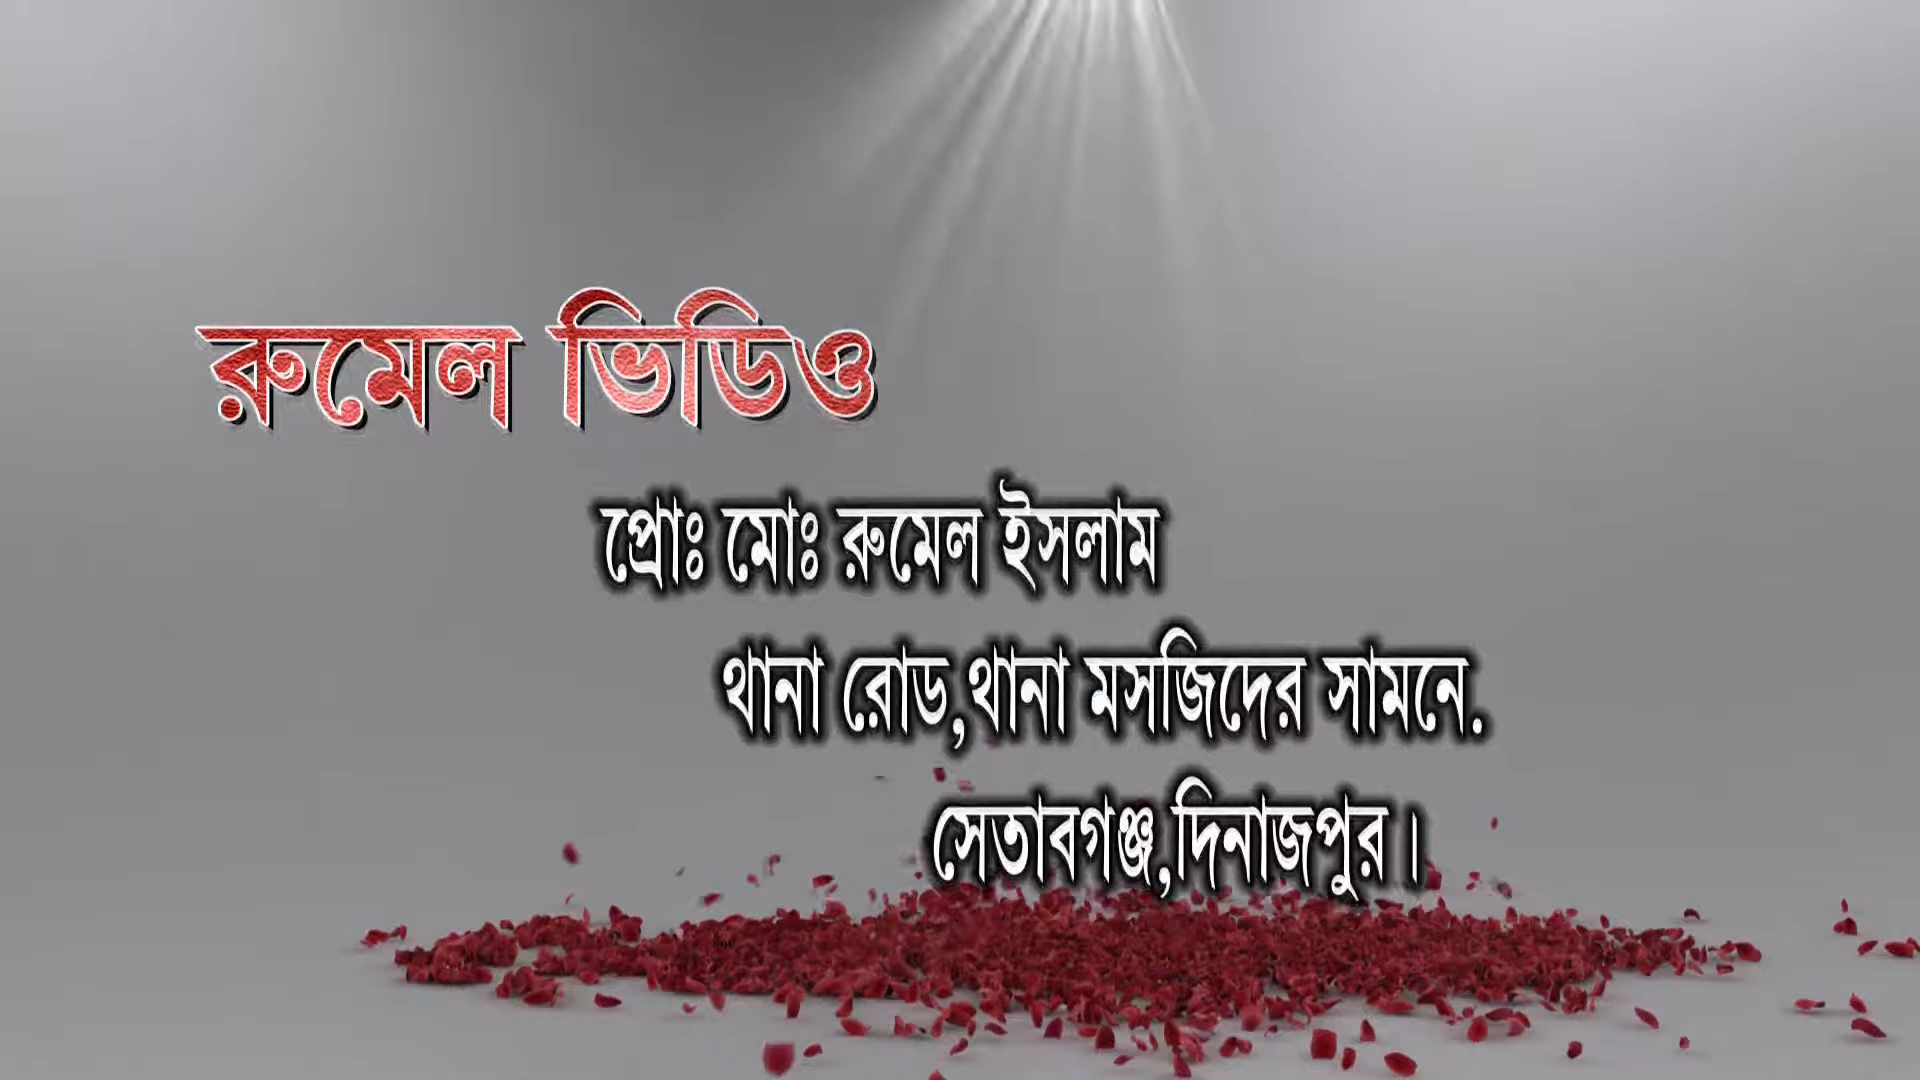 রুমেল ভিডিও
প্রোঃ মোঃ রুমেল ইসলাম
থানা রোড,থানা মসজিদের সামনে.
সেতাবগঞ্জ,দিনাজপুর।